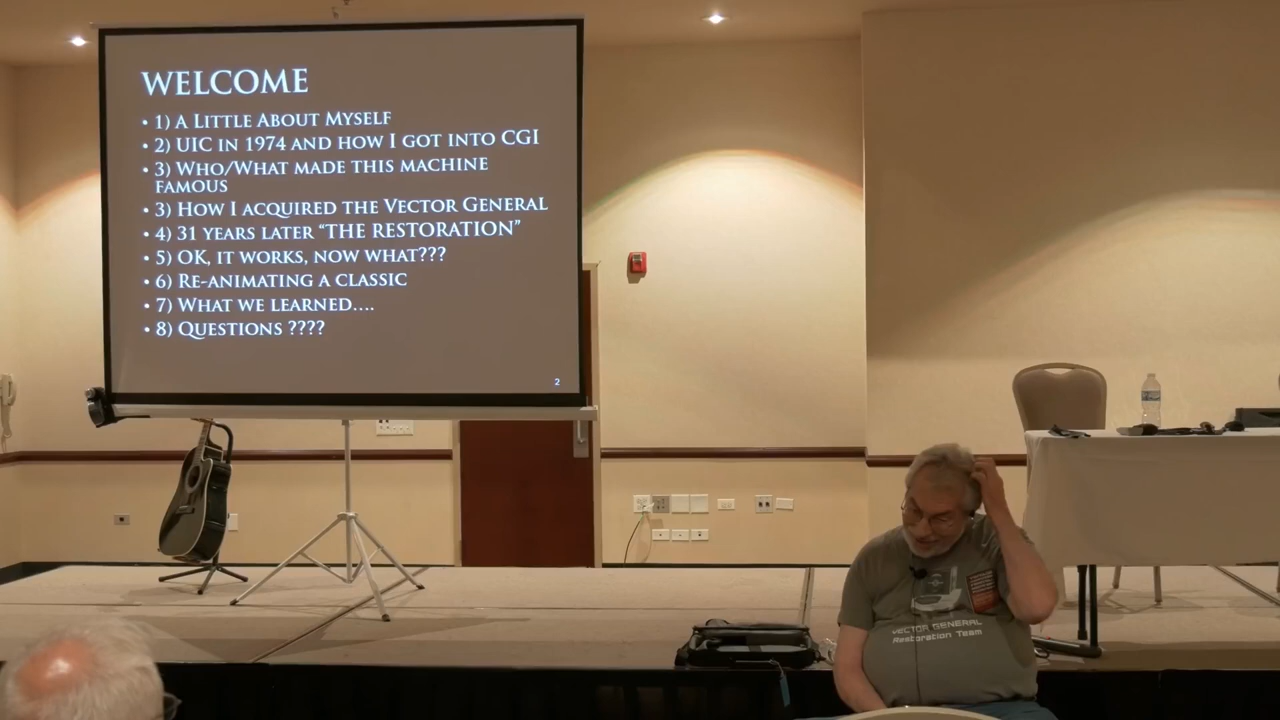 WELCOME
• 1) A LITTLE ABOUT MYSELF
• 2) UIC IN 1974 AND HOW I GOT INTO CGI
• 3) WHO/WHAT MADE THIS MACHINE
FAMOUS
• 3) HOW I ACQUIRED THE VECTOR GENERAL
• 4) 31 YEARS LATER “THE RESTORATION”
• 5) OK, IT WORKS, NOW WHAT???
• 6) RE-ANIMATING A CLASSIC
• 7) WHAT WE LEARNED....
• 8) QUESTIONS ????
2
VECTOR GENERAL
Restoration Team